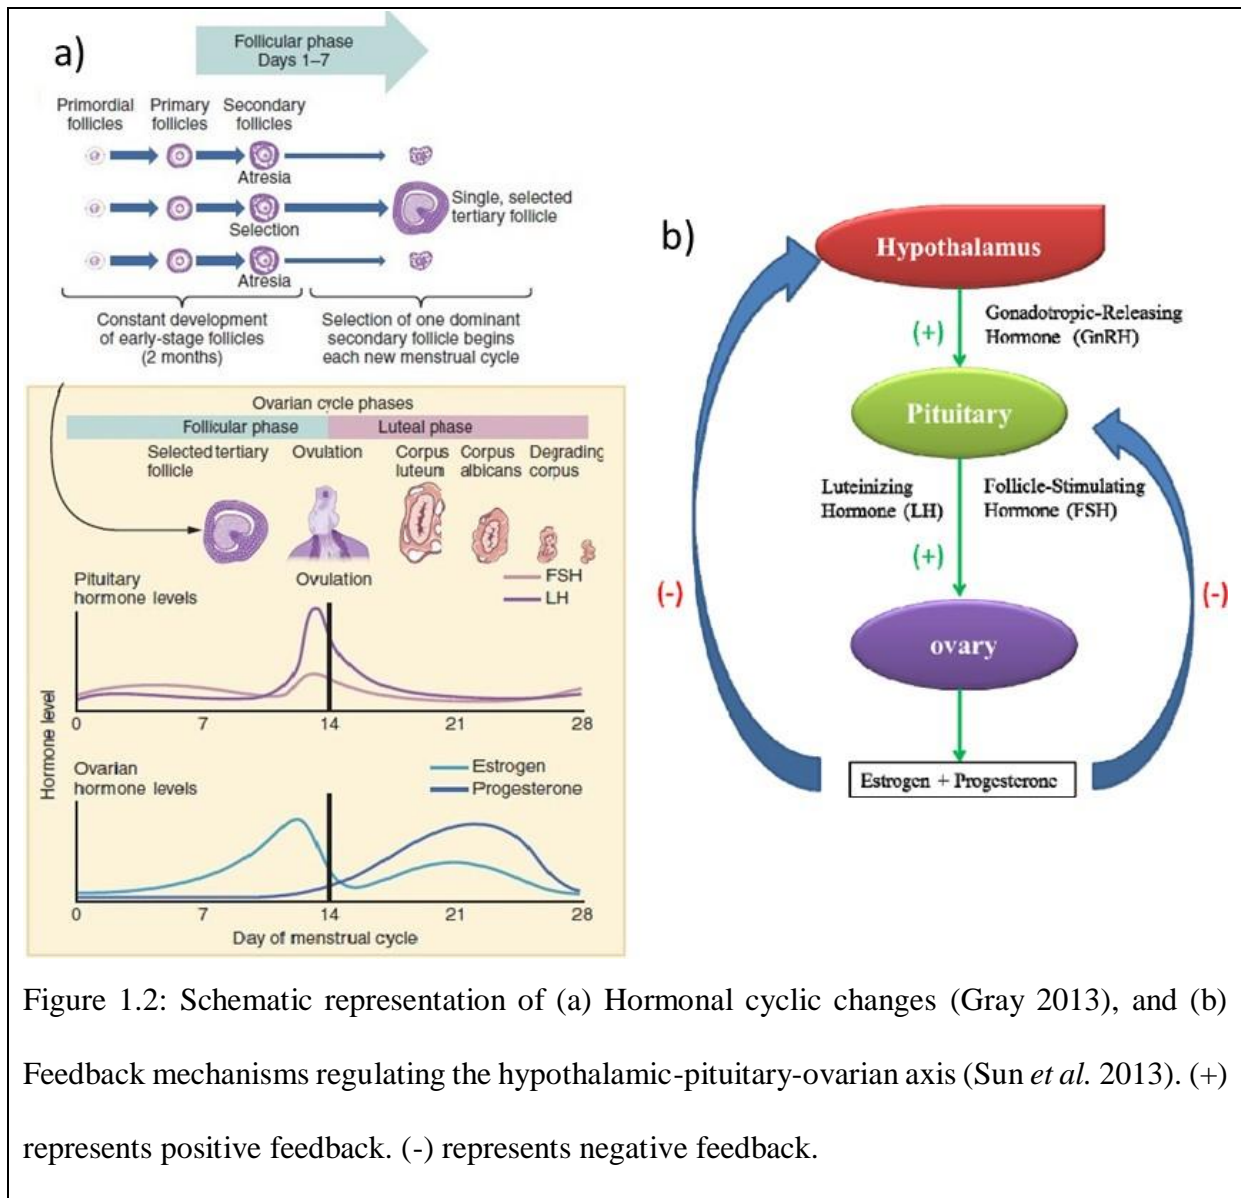 a)
Follicular phase
Days 1–7
Primordial
follicles
Primary
follicles
Secondary
follicles
Atresia
Selection
Atresia
Single, selected
tertiary follicle
Constant development
of early-stage follicles
(2 months)
Selection of one dominant
secondary follicle begins
each new menstrual cycle
Ovarian cycle phases
Follicular phase
Luteal phase
Selected tertiary
follicle
Ovulation
Corpus
luteum
Corpus
albicans
Degrading
corpus
Pituitary
hormone levels
Ovulation
FSH
LH
0 7 14 21 28
Hormone level
Ovarian
hormone levels
Estrogen
Progesterone
0 7 14 21 28
Day of menstrual cycle
b)
Hypothalamus
(+)
Gonadotropic-Releasing
Hormone (GnRH)
Pituitary
Luteinizing
Hormone (LH)
Follicle-Stimulating
Hormone (FSH)
(+)
(-)
(-)
ovary
Estrogen + Progesterone
Figure 1.2: Schematic representation of (a) Hormonal cyclic changes (Gray 2013), and (b)
Feedback mechanisms regulating the hypothalamic-pituitary-ovarian axis (Sun et al. 2013). (+)
represents positive feedback. (-) represents negative feedback.